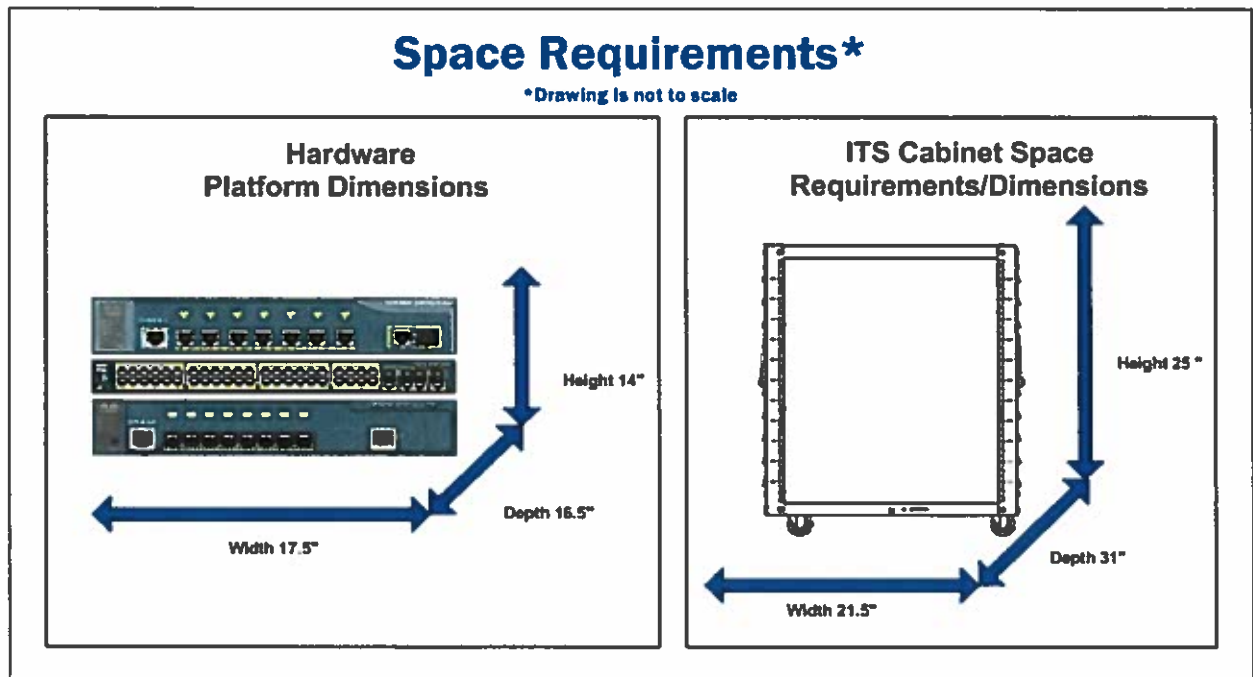 Space Requirements*
*Drawing is not to scale
Hardware
Platform Dimensions
Height 14"
Depth 16.5"
Width 17.5"
ITS Cabinet Space
Requirements/Dimensions
Height 25 "
Depth 31"
Width 21.5"